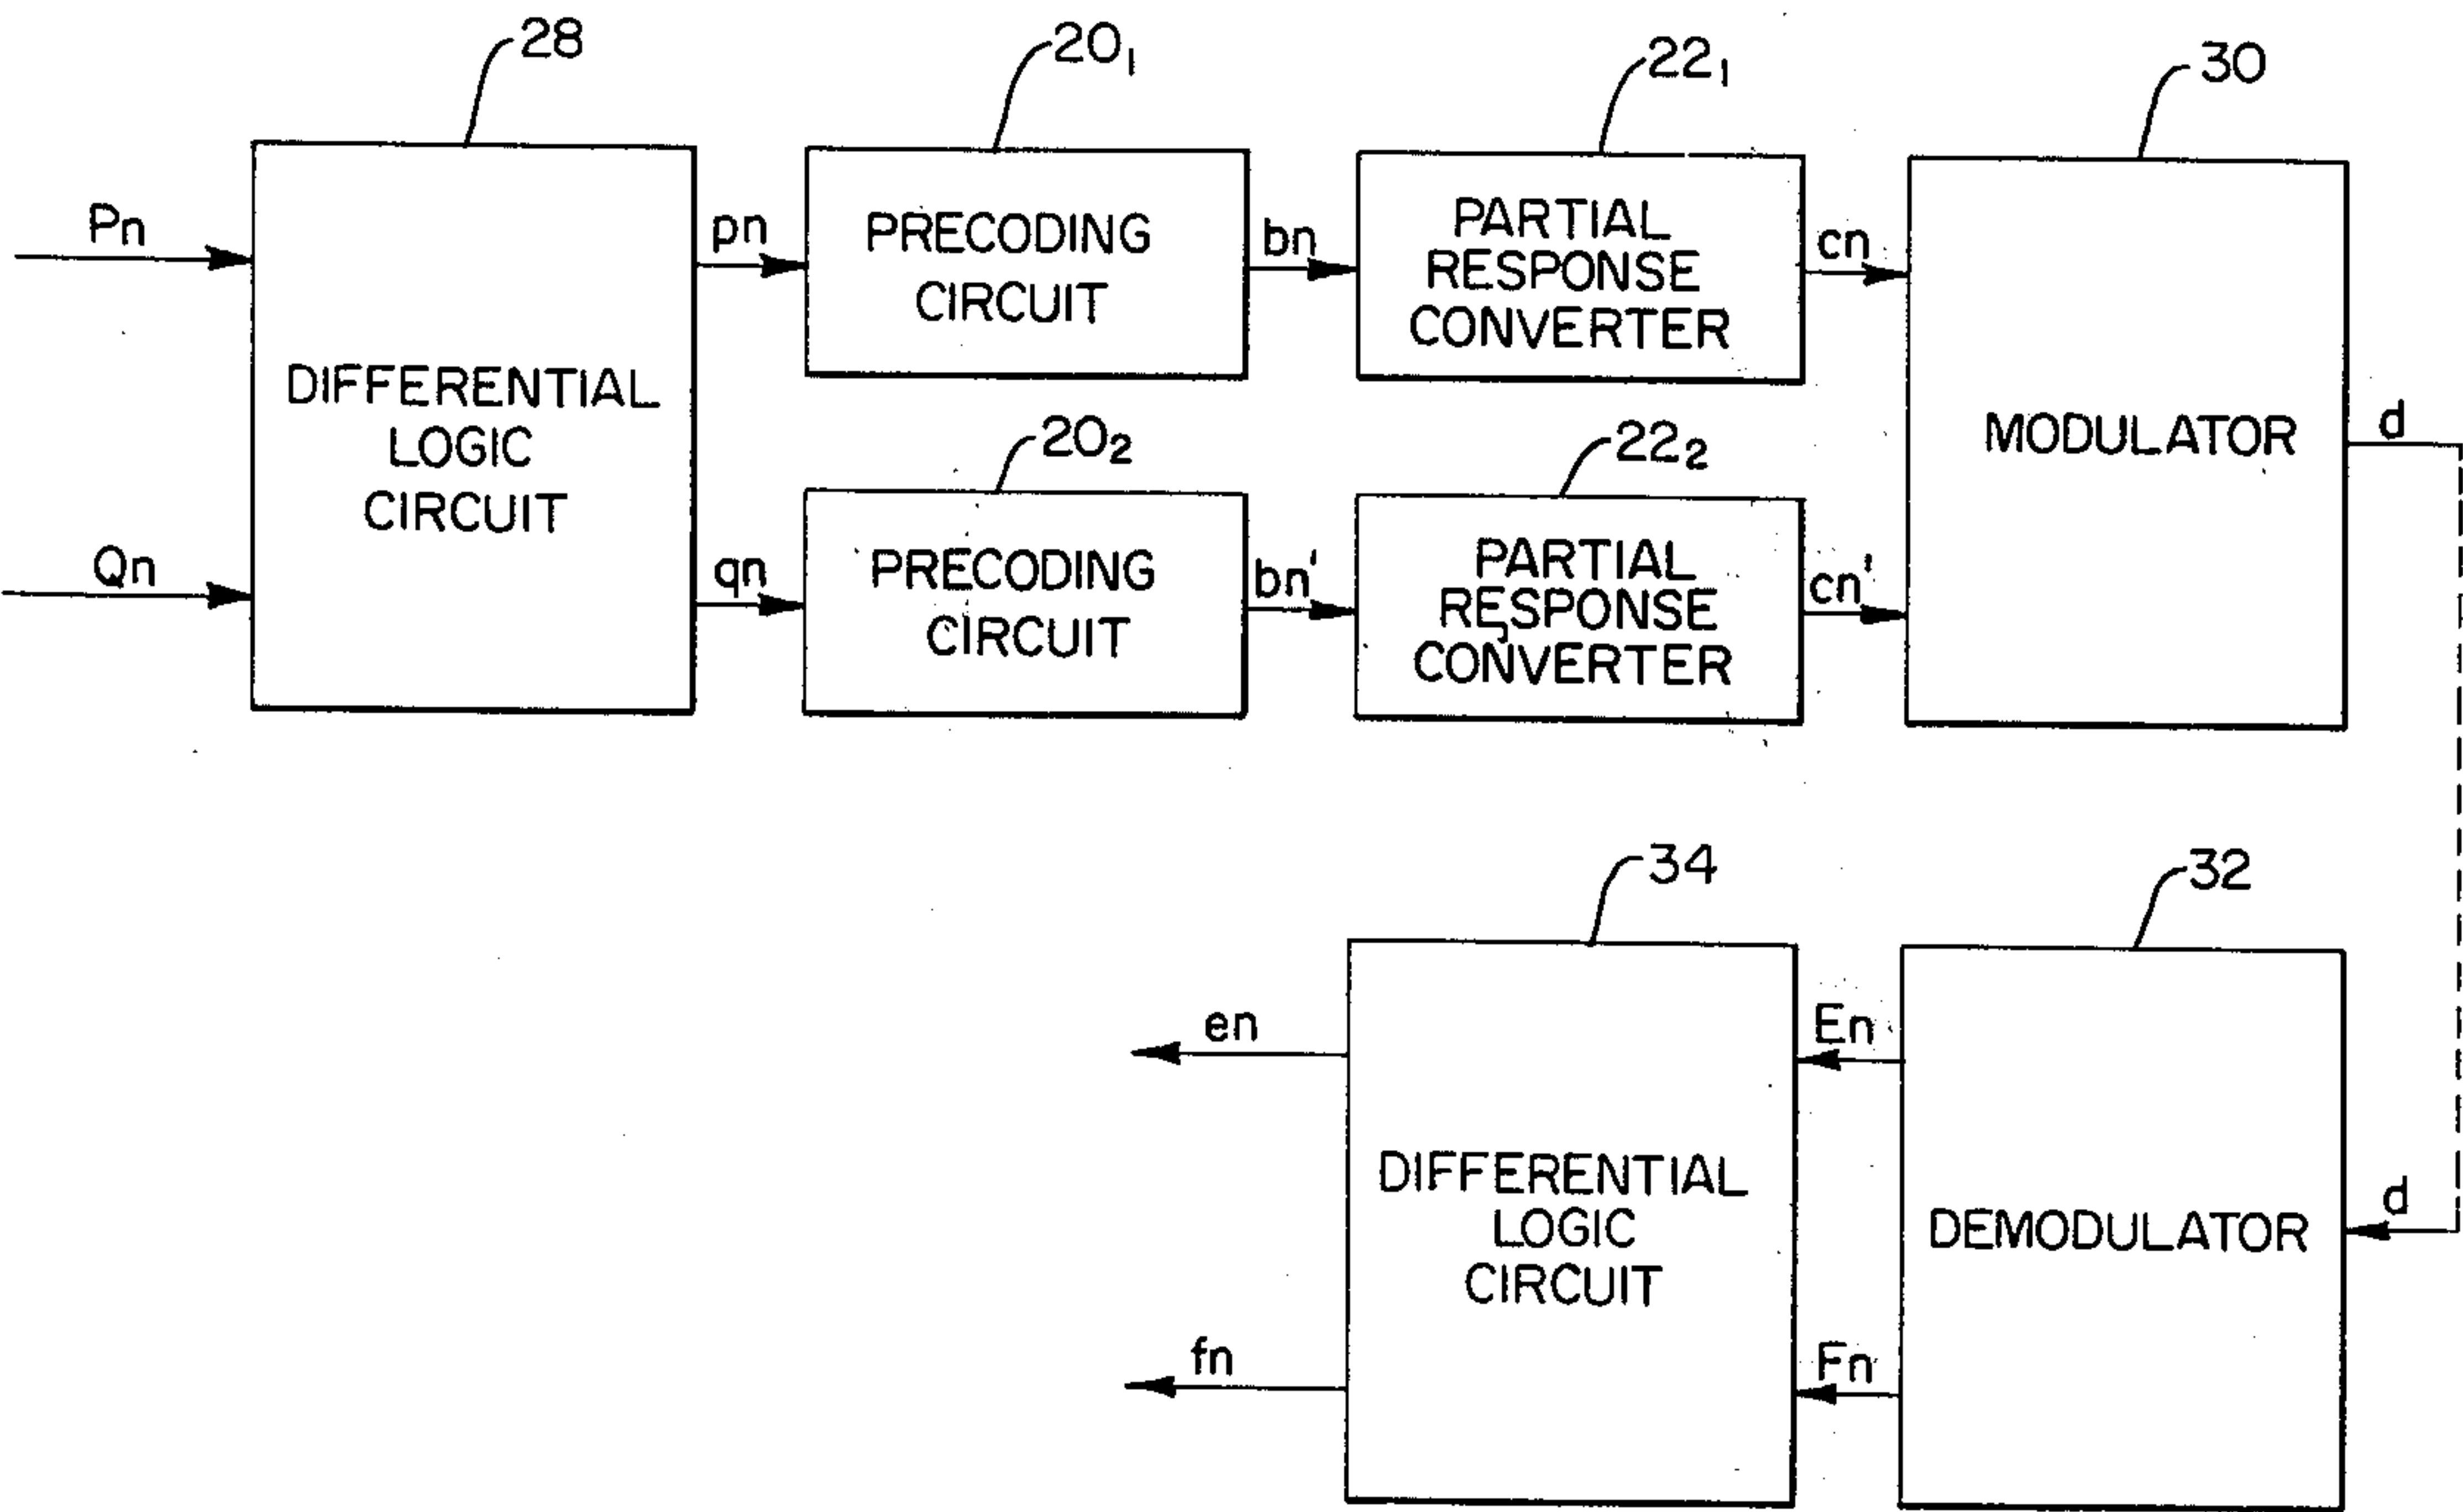 28
20₁
22₁
30
Pn
pn
bn
cn
d
DIFFERENTIAL
LOGIC
CIRCUIT
PRECODING
CIRCUIT
PARTIAL
RESPONSE
CONVERTER
MODULATOR
20₂
22₂
Qn
qn
bn'
cn'
PRECODING
CIRCUIT
PARTIAL
RESPONSE
CONVERTER
34
32
en
En
DIFFERENTIAL
LOGIC
CIRCUIT
DEMODULATOR
d
fn
Fn